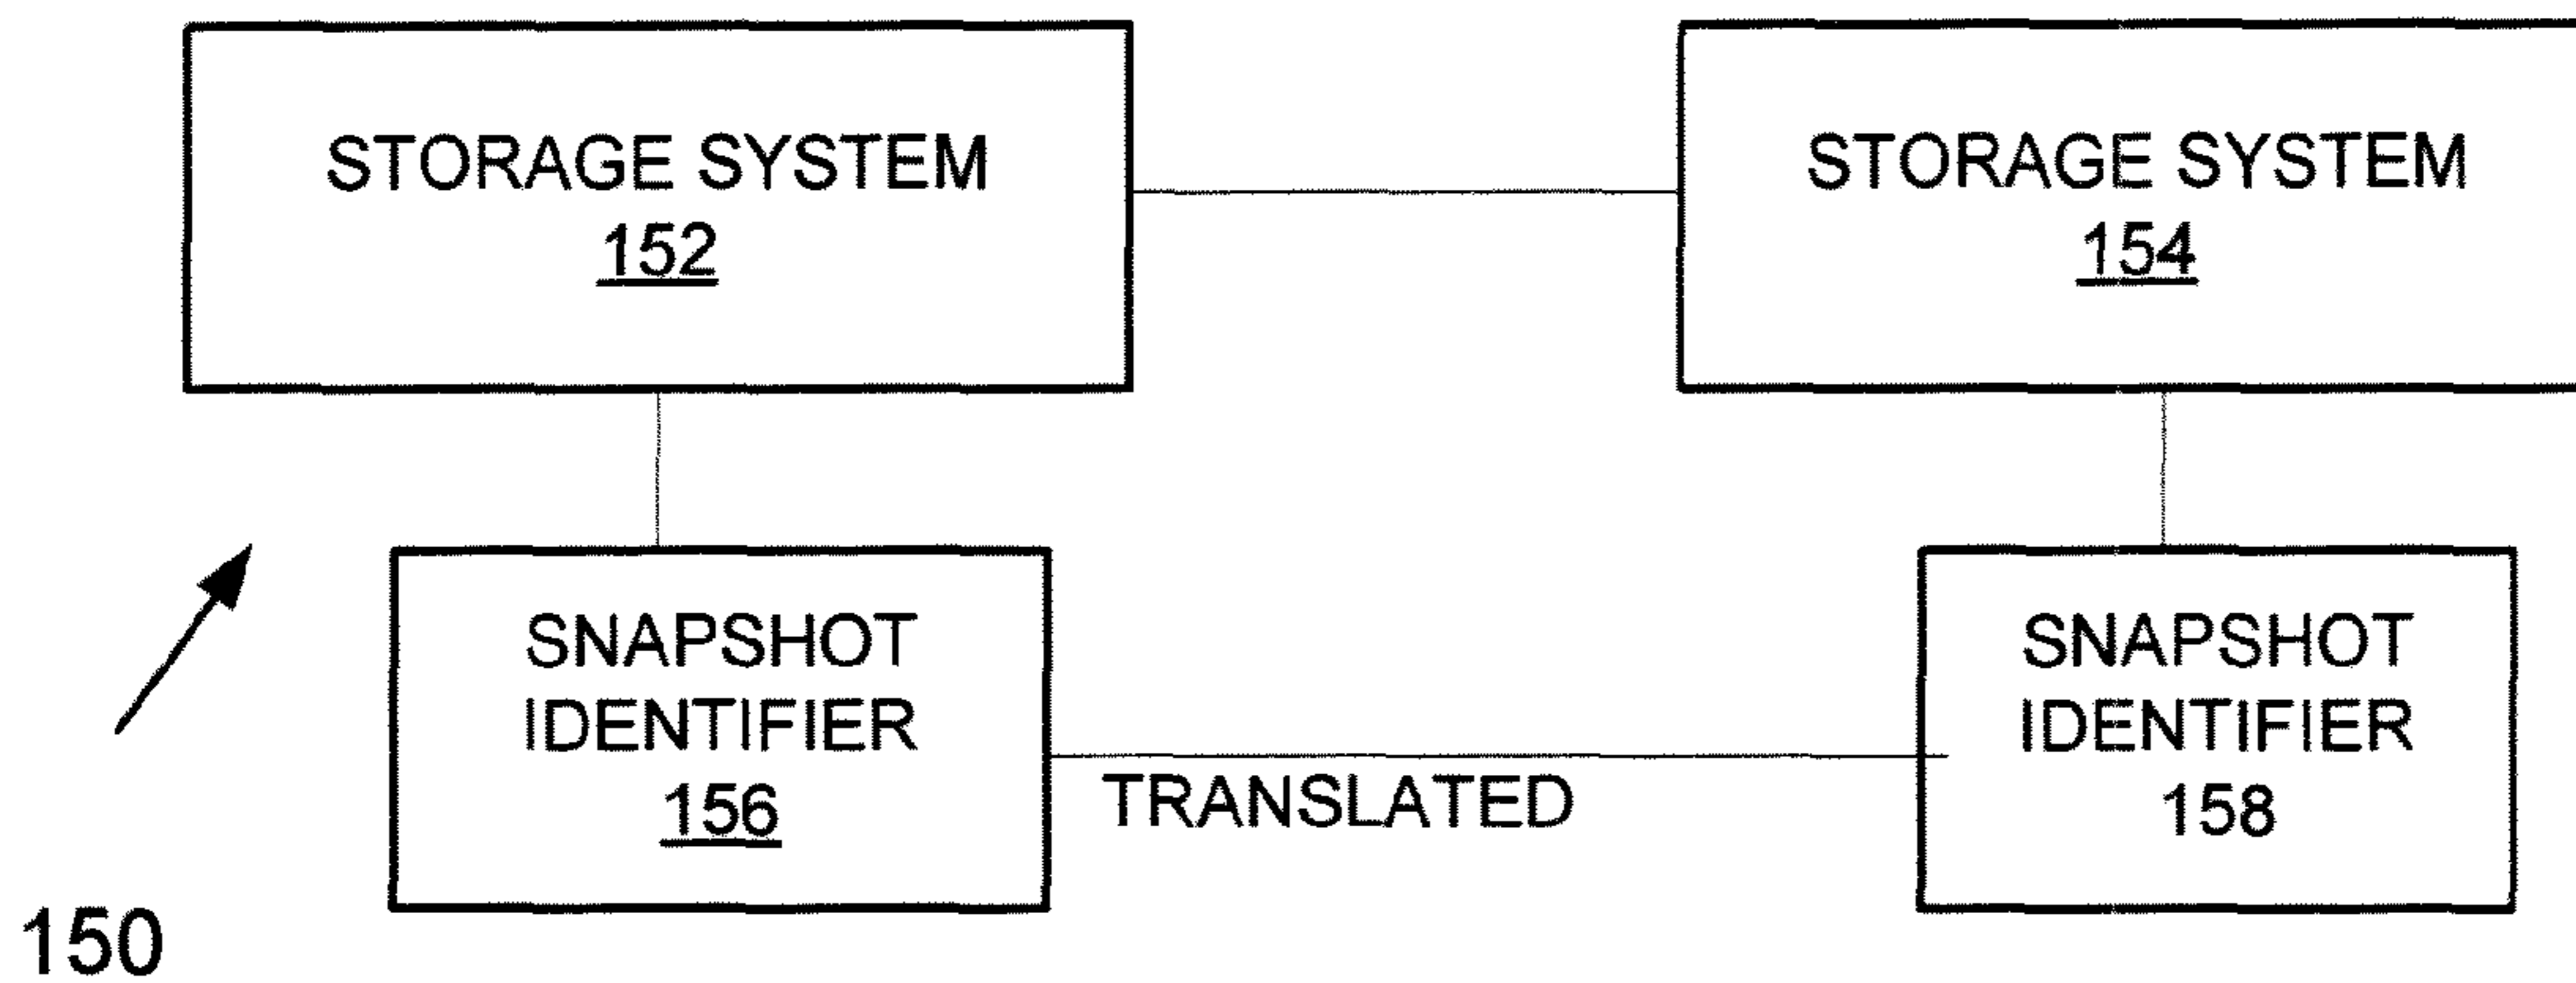 STORAGE SYSTEM
152
STORAGE SYSTEM
154
SNAPSHOT
IDENTIFIER
156
TRANSLATED
SNAPSHOT
IDENTIFIER
158
150